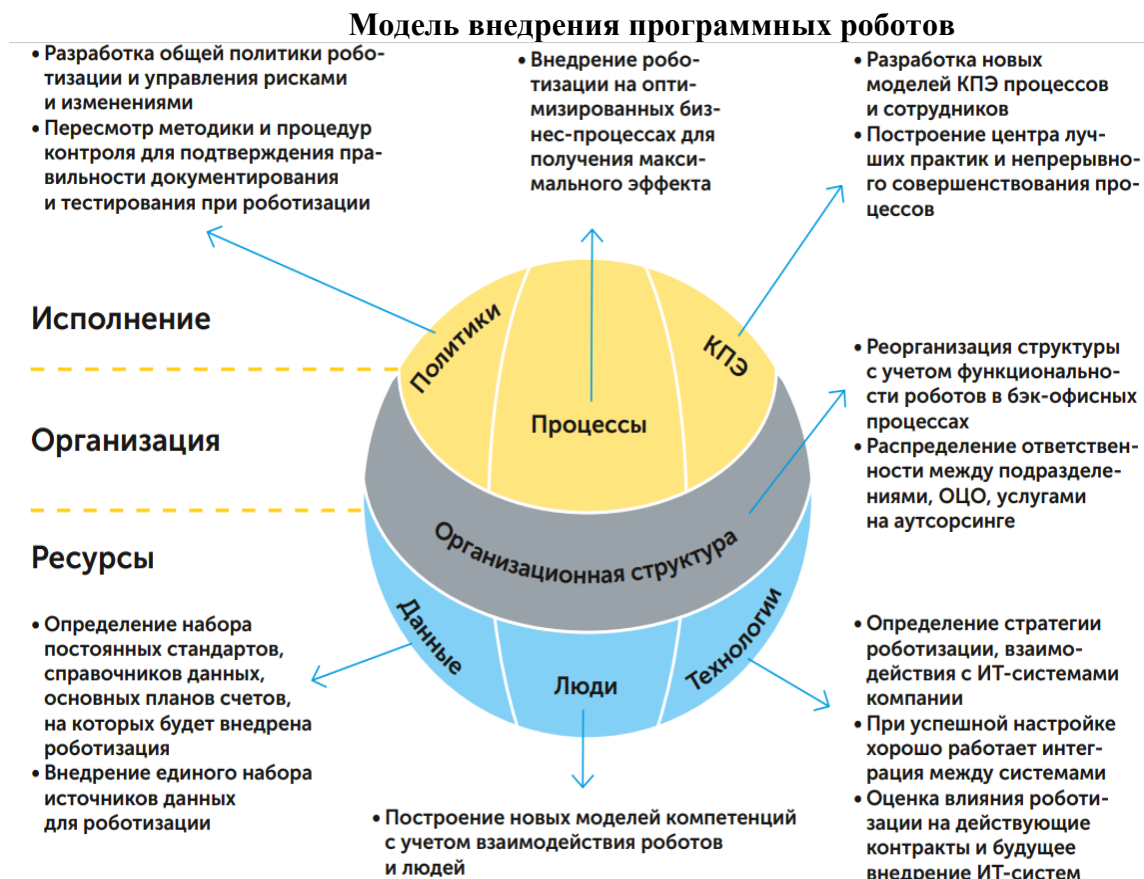 Модель внедрения программных роботов
• Разработка общей политики робо-
тизации и управления рисками
и изменениями
• Пересмотр методики и процедур
контроля для подтверждения пра-
вильности документирования
и тестирования при роботизации
• Внедрение робо-
тизации на опти-
мизированных биз-
нес-процессах для
получения макси-
мального эффекта
• Разработка новых
моделей КПЭ процессов
и сотрудников
• Построение центра луч-
ших практик и непрерывно-
го совершенствования про-
цессов
Исполнение
Организация
Ресурсы
Политики
Процессы
КПЭ
Организационная структура
Данные
Люди
Технологии
• Реорганизация структуры
с учетом функционально-
сти роботов в бэк-офисных
процессах
• Распределение ответствен-
ности между подразделе-
ниями, ОЦО, услугами
на аутсорсинге
• Определение набора
постоянных стандартов,
справочников данных,
основных планов счетов,
на которых будет внедрена
роботизация
• Внедрение единого набора
источников данных
для роботизации
• Построение новых моделей компетенций
с учетом взаимодействия роботов
и людей
• Определение стратегии
роботизации, взаимо-
действия с ИТ-системами
компании
• При успешной настройке
хорошо работает интег-
рация между системами
• Оценка влияния роботи-
зации на действующие
контракты и будущее
внедрение ИТ-систем